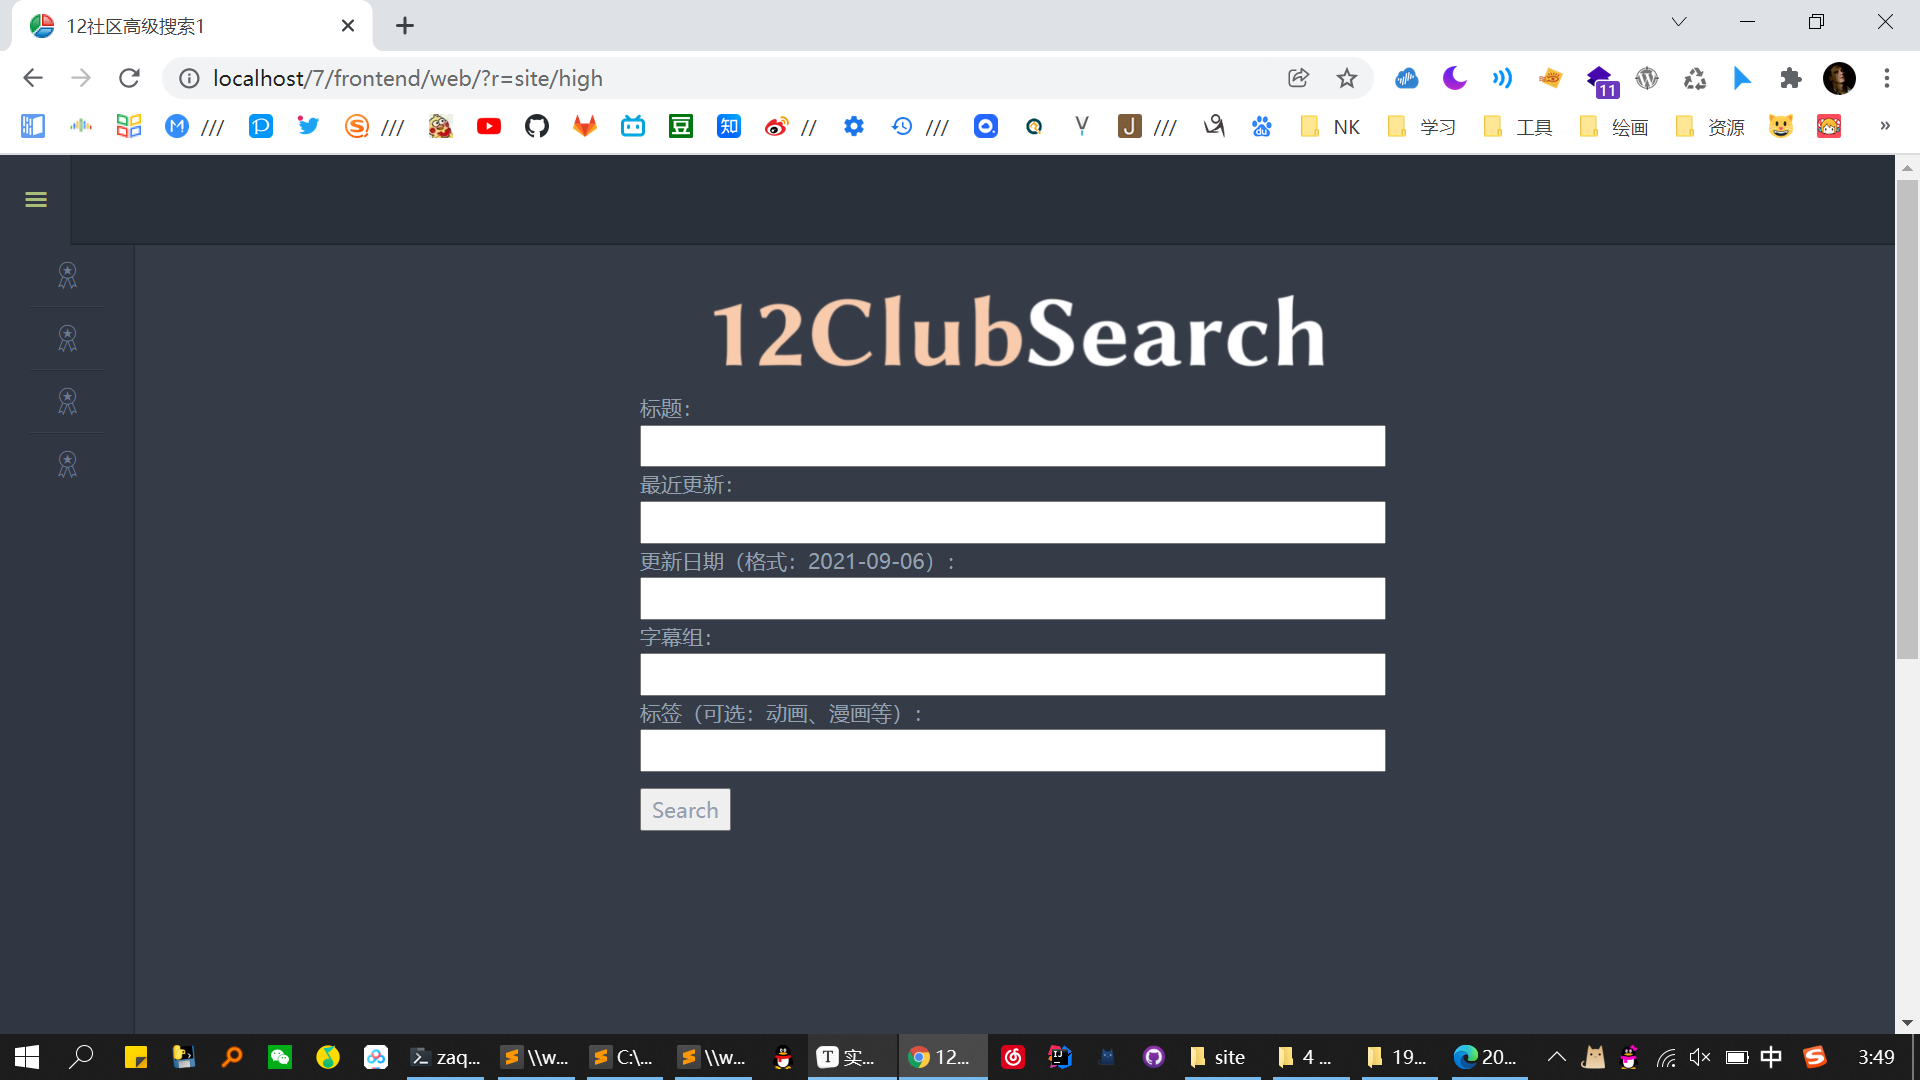 12社区高级搜索1
localhost/7/frontend/web/?r=site/high
11
/// /// // /// /// NK 学习 工具 绘画 资源 »
12ClubSearch
标题：
最近更新：
更新日期（格式：2021-09-06）：
字幕组：
标签（可选：动画、漫画等）：
Search
zaq... \\w... C:\... \\w... 实... 12... site 4 ... 19... 20... 中 3:49